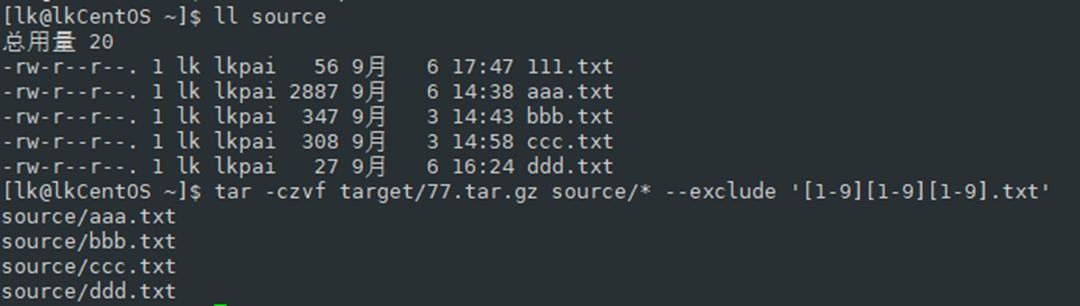 [lk@lkCentOS ~]$ ll source
总用量 20
-rw-r--r--. 1 lk lkpai   56 9月   6 17:47 111.txt
-rw-r--r--. 1 lk lkpai 2887 9月   6 14:38 aaa.txt
-rw-r--r--. 1 lk lkpai  347 9月   3 14:43 bbb.txt
-rw-r--r--. 1 lk lkpai  308 9月   3 14:58 ccc.txt
-rw-r--r--. 1 lk lkpai   27 9月   6 16:24 ddd.txt
[lk@lkCentOS ~]$ tar -czvf target/77.tar.gz source/* --exclude '[1-9][1-9][1-9].txt'
source/aaa.txt
source/bbb.txt
source/ccc.txt
source/ddd.txt